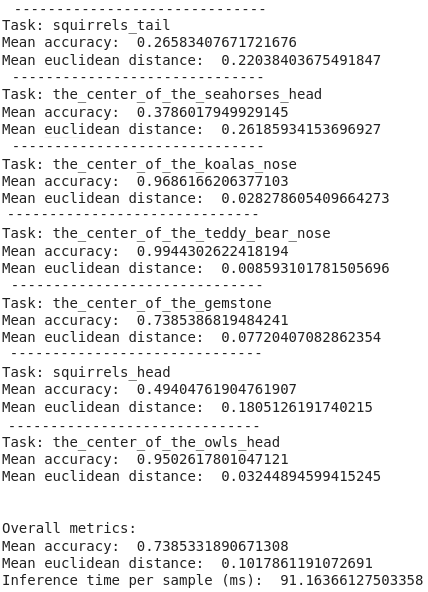 ------------------------------
Task: squirrels_tail
Mean accuracy:  0.26583407671721676
Mean euclidean distance:  0.22038403675491847
------------------------------
Task: the_center_of_the_seahorses_head
Mean accuracy:  0.3786017949929145
Mean euclidean distance:  0.26185934153696927
------------------------------
Task: the_center_of_the_koalas_nose
Mean accuracy:  0.9686166206377103
Mean euclidean distance:  0.028278605409664273
------------------------------
Task: the_center_of_the_teddy_bear_nose
Mean accuracy:  0.9944302622418194
Mean euclidean distance:  0.008593101781505696
------------------------------
Task: the_center_of_the_gemstone
Mean accuracy:  0.7385386819484241
Mean euclidean distance:  0.07720407082862354
------------------------------
Task: squirrels_head
Mean accuracy:  0.49404761904761907
Mean euclidean distance:  0.1805126191740215
------------------------------
Task: the_center_of_the_owls_head
Mean accuracy:  0.9502617801047121
Mean euclidean distance:  0.03244894599415245
Overall metrics:
Mean accuracy:  0.7385331890671308
Mean euclidean distance:  0.1017861191072691
Inference time per sample (ms):  91.16366127503358